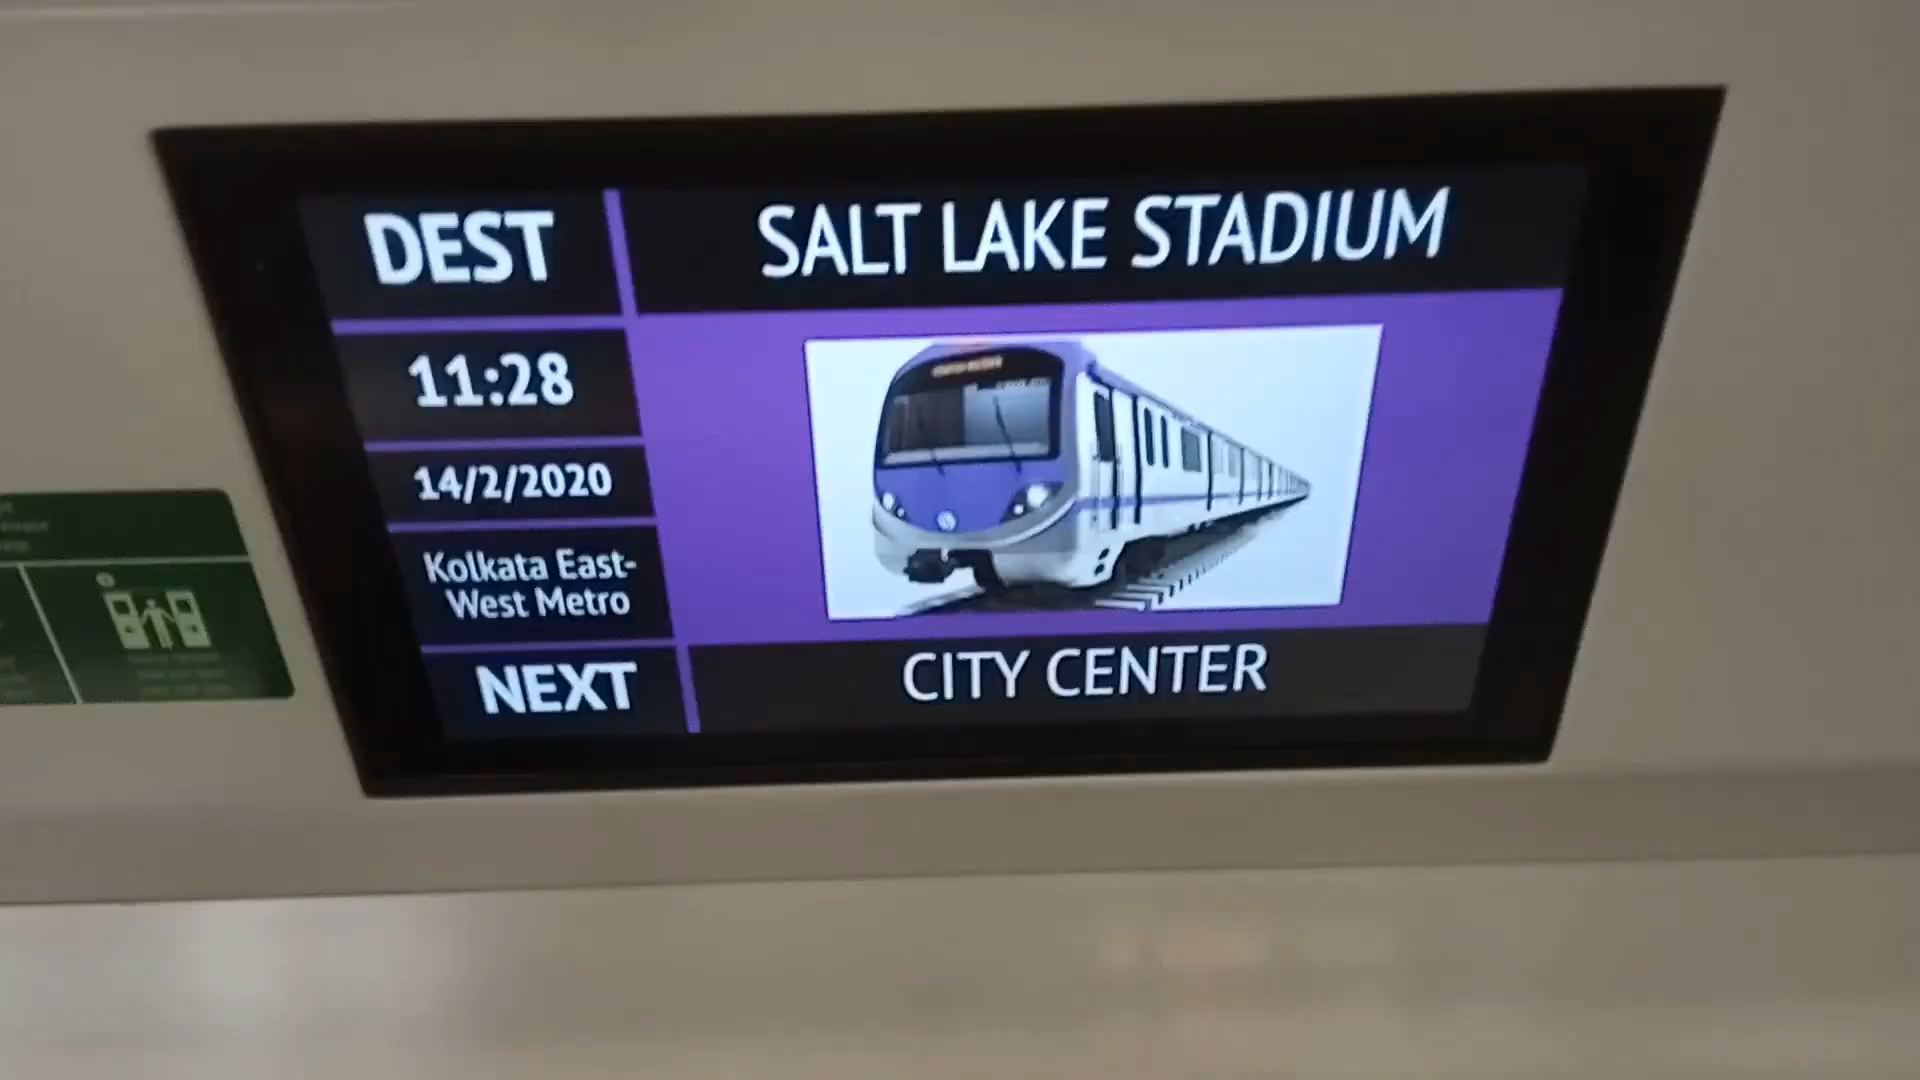 DEST
SALT LAKE STADIUM
11:28
14/2/2020
Kolkata East-
West Metro
NEXT
CITY CENTER